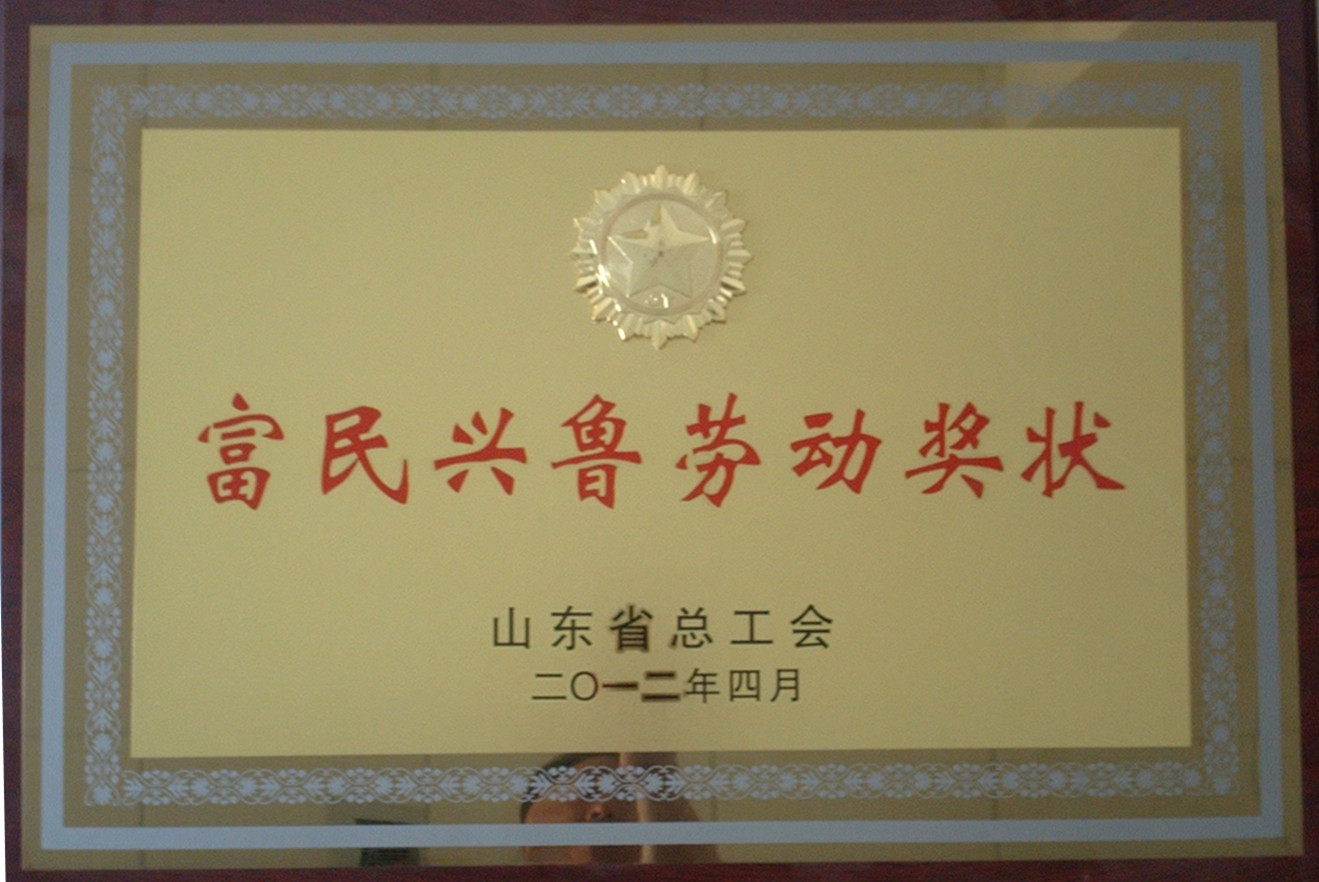 富民兴鲁劳动奖状
山东省总工会
二〇一二年四月